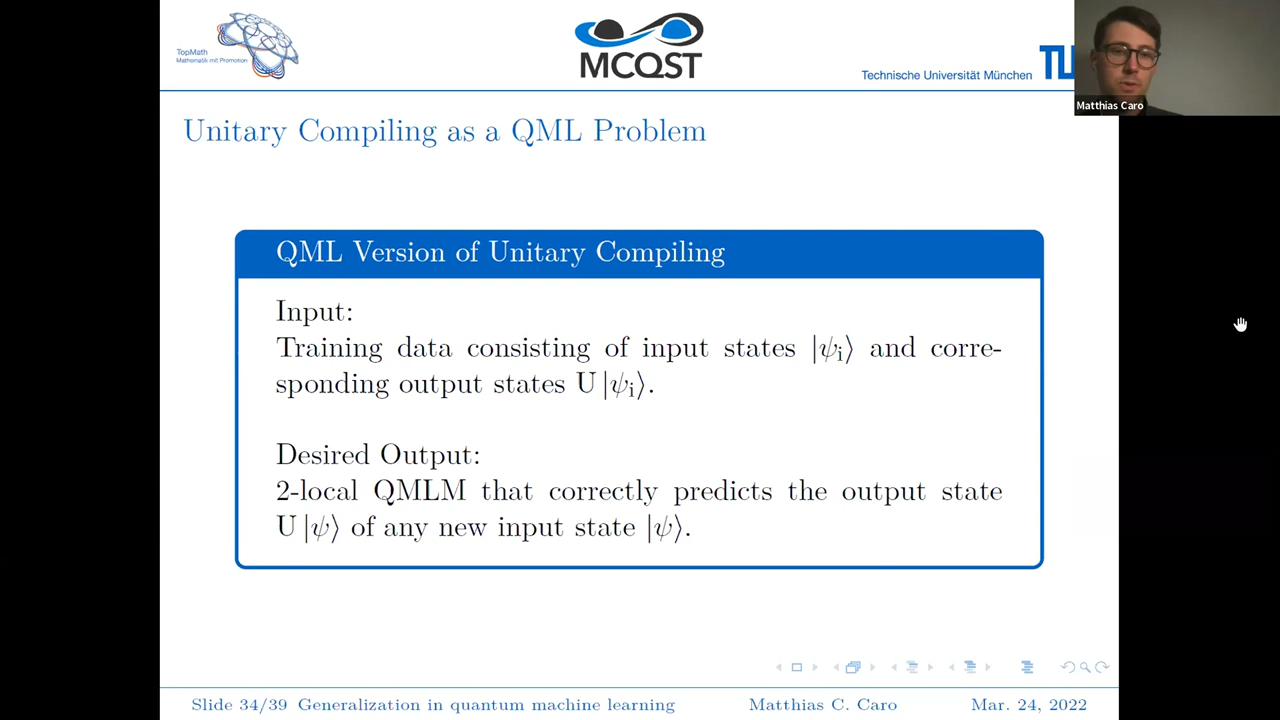 TopMath
Mathematik mit Promotion
MCQST
Technische Universität München
Matthias Caro
Unitary Compiling as a QML Problem
QML Version of Unitary Compiling
Input:
Training data consisting of input states |ψᵢ⟩ and corre-
sponding output states U|ψᵢ⟩.
Desired Output:
2-local QMLM that correctly predicts the output state
U|ψ⟩ of any new input state |ψ⟩.
Slide 34/39 Generalization in quantum machine learning Matthias C. Caro Mar. 24, 2022